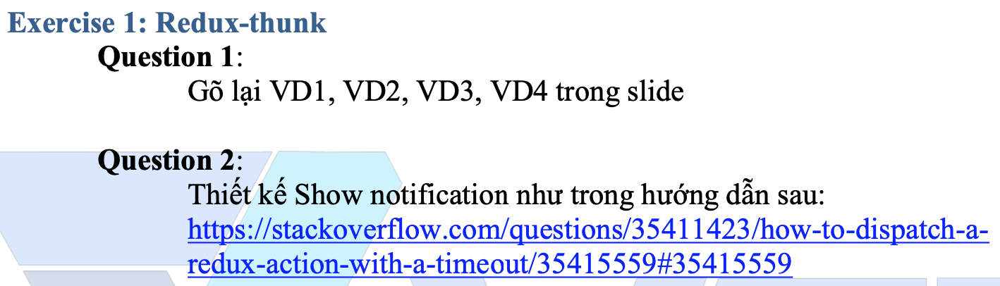 Exercise 1: Redux-thunk
Question 1:
Gõ lại VD1, VD2, VD3, VD4 trong slide
Question 2:
Thiết kế Show notification như trong hướng dẫn sau:
https://stackoverflow.com/questions/35411423/how-to-dispatch-a-
redux-action-with-a-timeout/35415559#35415559